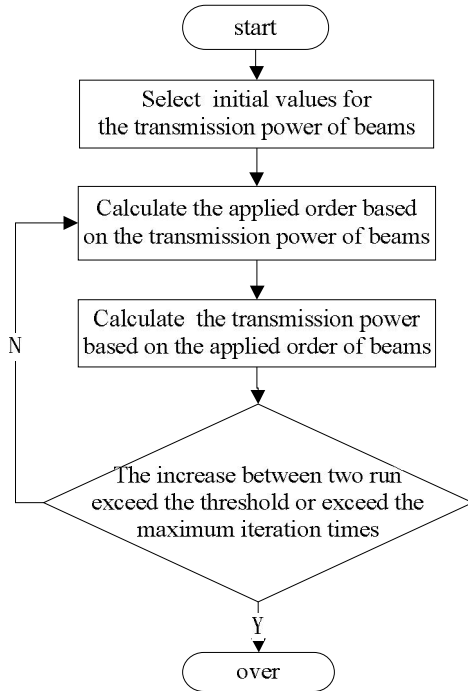 start
Select initial values for
the transmission power of beams
Calculate the applied order based
on the transmission power of beams
Calculate the transmission power
based on the applied order of beams
N
The increase between two run
exceed the threshold or exceed the
maximum iteration times
Y
over